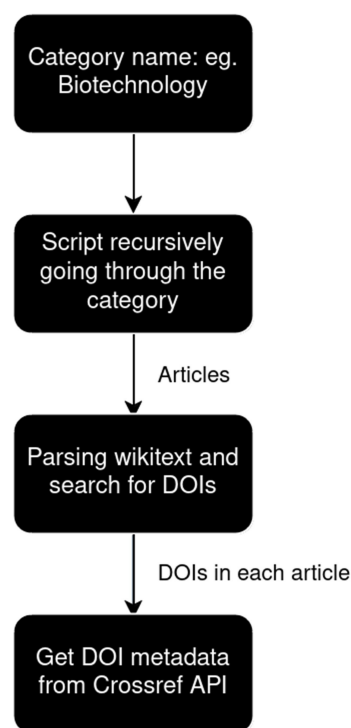 Category name: eg.
Biotechnology
Script recursively
going through the
category
Articles
Parsing wikitext and
search for DOIs
DOIs in each article
Get DOI metadata
from Crossref API